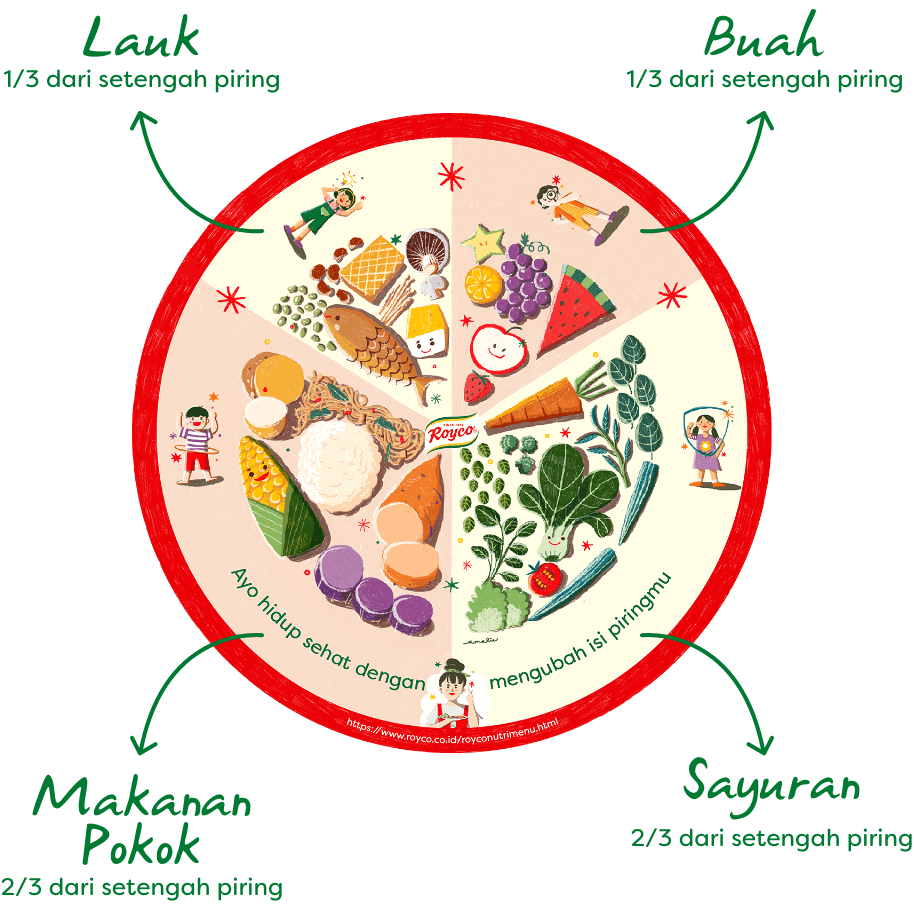 Lauk
1/3 dari setengah piring
Buah
1/3 dari setengah piring
Royco
Ayo hidup sehat dengan mengubah isi piringmu
amalia
https://www.royco.co.id/royconutrimenu.html
Makanan
Pokok
2/3 dari setengah piring
Sayuran
2/3 dari setengah piring